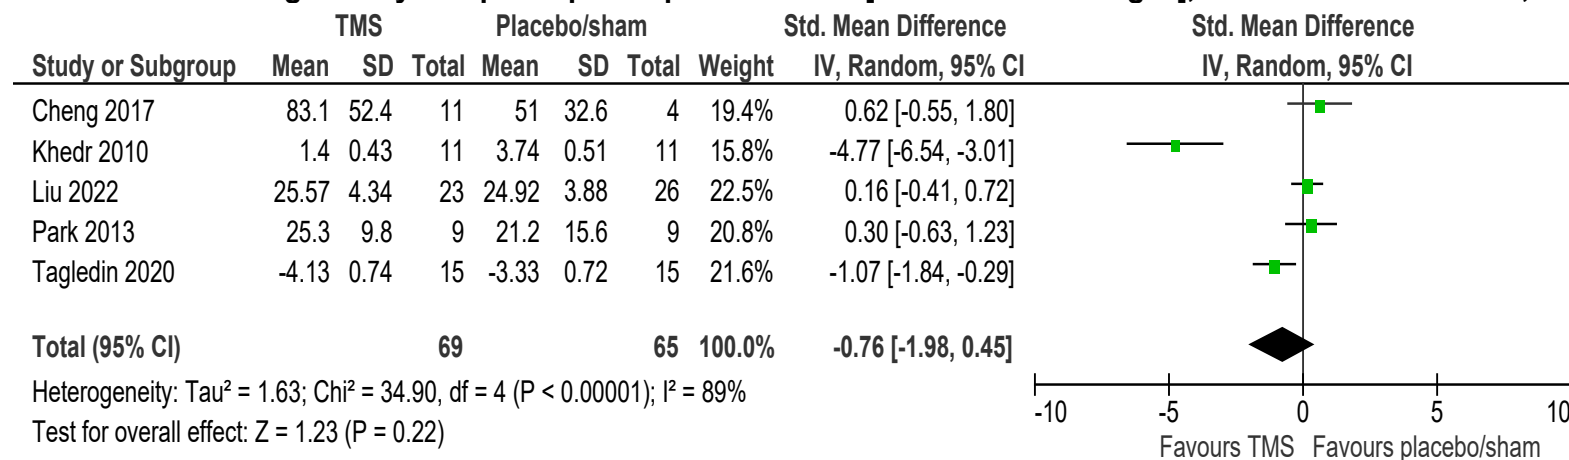 TMS Placebo/sham Std. Mean Difference Std. Mean Difference
Study or Subgroup Mean SD Total Mean SD Total Weight IV, Random, 95% CI IV, Random, 95% CI
Cheng 2017 83.1 52.4 11 51 32.6 4 19.4% 0.62 [-0.55, 1.80]
Khedr 2010 1.4 0.43 11 3.74 0.51 11 15.8% -4.77 [-6.54, -3.01]
Liu 2022 25.57 4.34 23 24.92 3.88 26 22.5% 0.16 [-0.41, 0.72]
Park 2013 25.3 9.8 9 21.2 15.6 9 20.8% 0.30 [-0.63, 1.23]
Tagledin 2020 -4.13 0.74 15 -3.33 0.72 15 21.6% -1.07 [-1.84, -0.29]
Total (95% CI) 69 65 100.0% -0.76 [-1.98, 0.45]
Heterogeneity: Tau² = 1.63; Chi² = 34.90, df = 4 (P < 0.00001); I² = 89%
Test for overall effect: Z = 1.23 (P = 0.22)
-10 -5 0 5 10
Favours TMS Favours placebo/sham